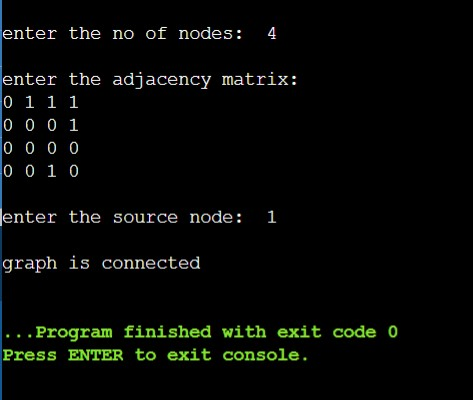 enter the no of nodes:  4
enter the adjacency matrix:
0 1 1 1
0 0 0 1
0 0 0 0
0 0 1 0
enter the source node:  1
graph is connected
...Program finished with exit code 0
Press ENTER to exit console.